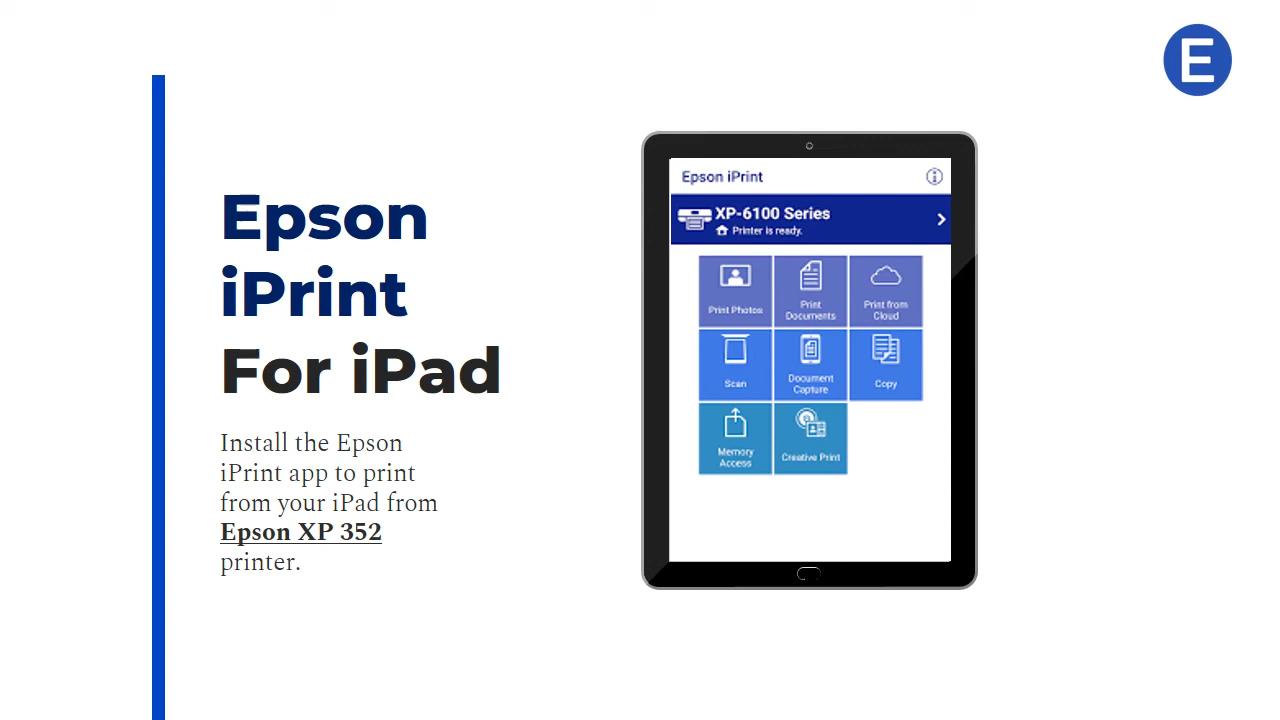 E
Epson
iPrint
For iPad
Install the Epson
iPrint app to print
from your iPad from
Epson XP 352
printer.
Epson iPrint
XP-6100 Series
Printer is ready.
Print Photos
Print
Documents
Print from
Cloud
Scan
Document
Capture
Copy
Memory
Access
Creative Print